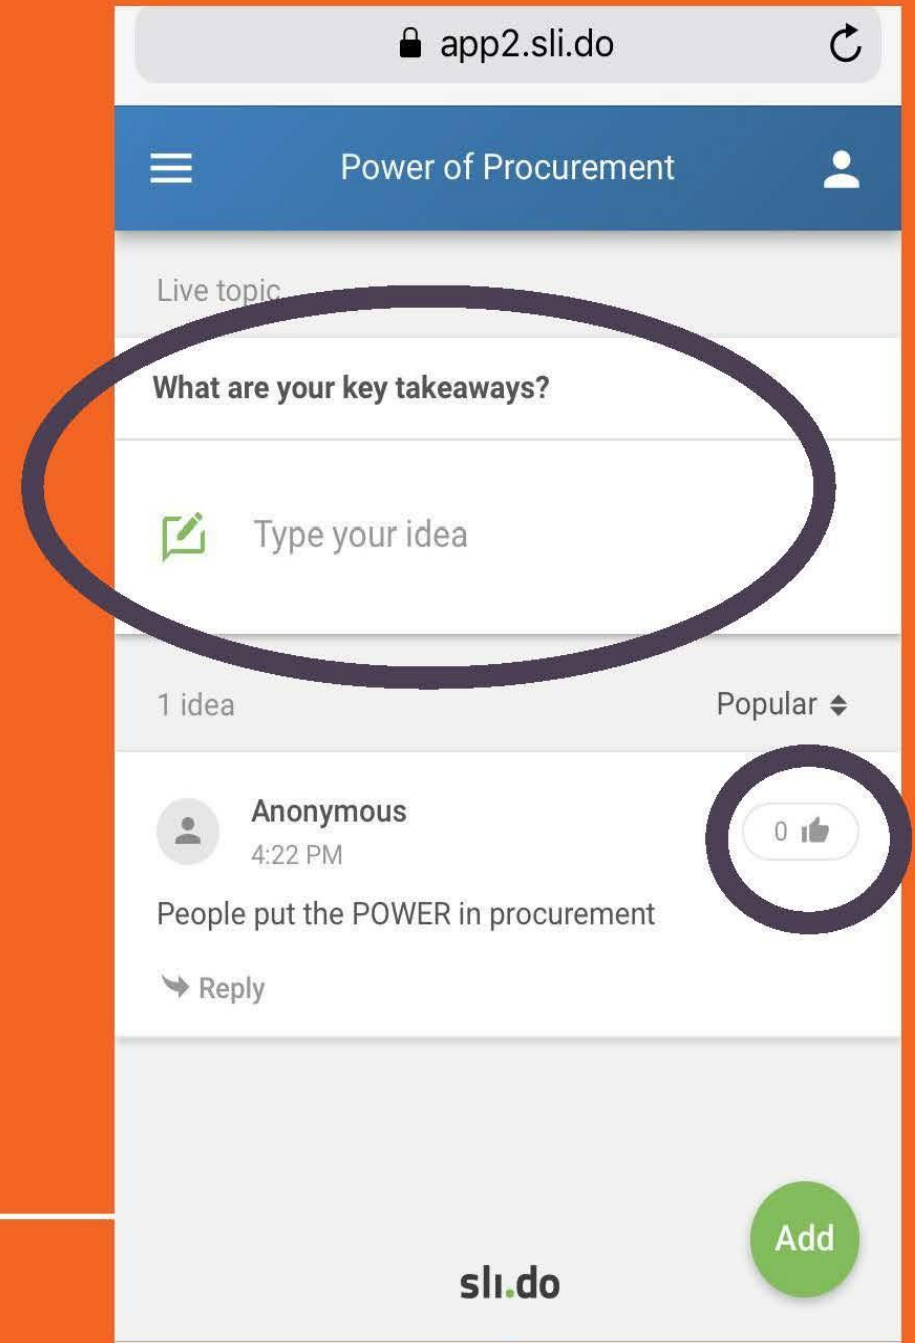 app2.sli.do
Power of Procurement
Live topic
What are your key takeaways?
Type your idea
1 idea Popular
Anonymous
4:22 PM
0
People put the POWER in procurement
Reply
Add
sli.do